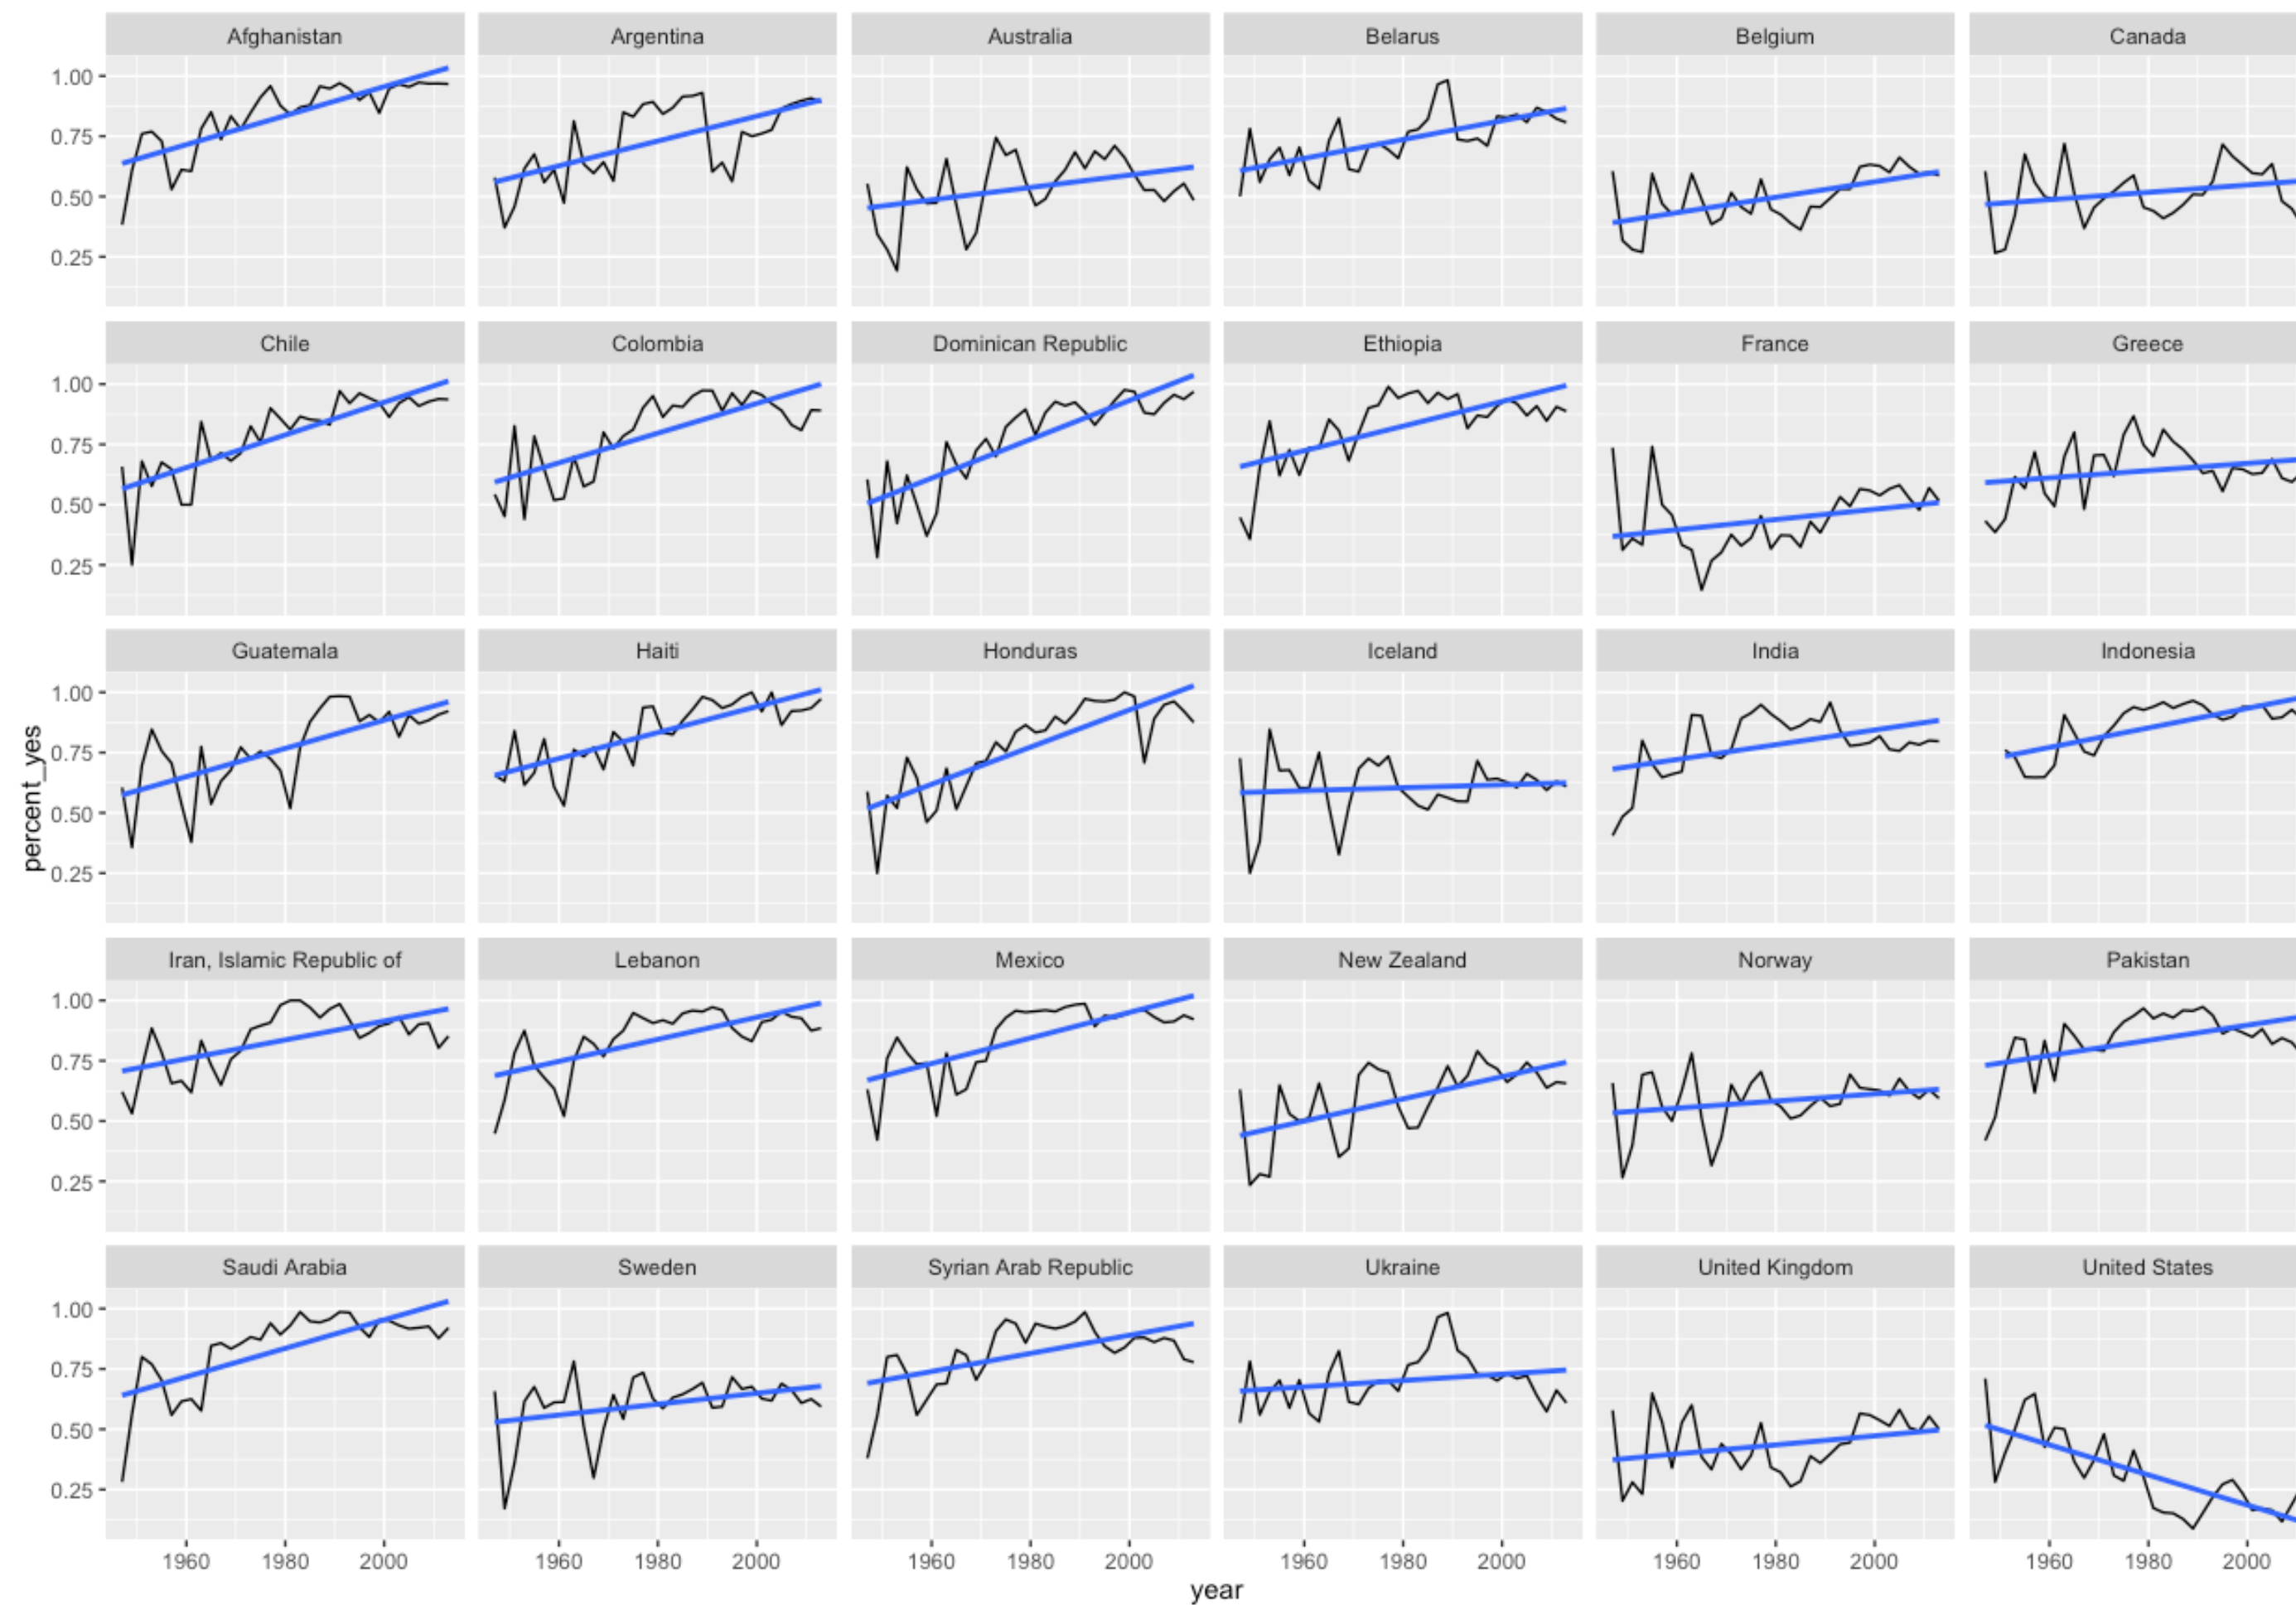 Afghanistan Argentina Australia Belarus Belgium Canada
1.00
0.75
0.50
0.25
Chile Colombia Dominican Republic Ethiopia France Greece
1.00
0.75
0.50
0.25
Guatemala Haiti Honduras Iceland India Indonesia
1.00
0.75
0.50
0.25
percent_yes
Iran, Islamic Republic of Lebanon Mexico New Zealand Norway Pakistan
1.00
0.75
0.50
0.25
Saudi Arabia Sweden Syrian Arab Republic Ukraine United Kingdom United States
1.00
0.75
0.50
0.25
1960 1980 2000 1960 1980 2000 1960 1980 2000 1960 1980 2000 1960 1980 2000 1960 1980 2000
year